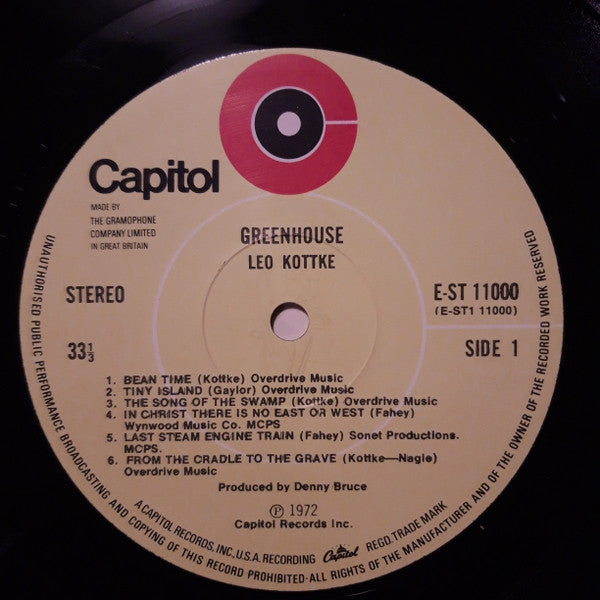 Capitol
MADE BY
THE GRAMOPHONE
COMPANY LIMITED
IN GREAT BRITAIN
GREENHOUSE
LEO KOTTKE
STEREO
E-ST 11000
(E-ST1 11000)
33⅓
SIDE 1
1. BEAN TIME (Kottke) Overdrive Music
2. TINY ISLAND (Gaylor) Overdrive Music
3. THE SONG OF THE SWAMP (Kottke) Overdrive Music
4. IN CHRIST THERE IS NO EAST OR WEST (Fahey)
Wynwood Music Co. MCPS
5. LAST STEAM ENGINE TRAIN (Fahey) Sonet Productions.
MCPS.
6. FROM THE CRADLE TO THE GRAVE (Kottke—Nagle)
Overdrive Music
Produced by Denny Bruce
Ⓟ 1972
Capitol Records Inc.
A CAPITOL RECORDS, INC., U.S.A. RECORDING Capitol REGD. TRADE MARK
UNAUTHORISED PUBLIC PERFORMANCE BROADCASTING AND COPYING OF THIS RECORD PROHIBITED·ALL RIGHTS OF THE MANUFACTURER AND OF THE OWNER OF THE RECORDED WORK RESERVED